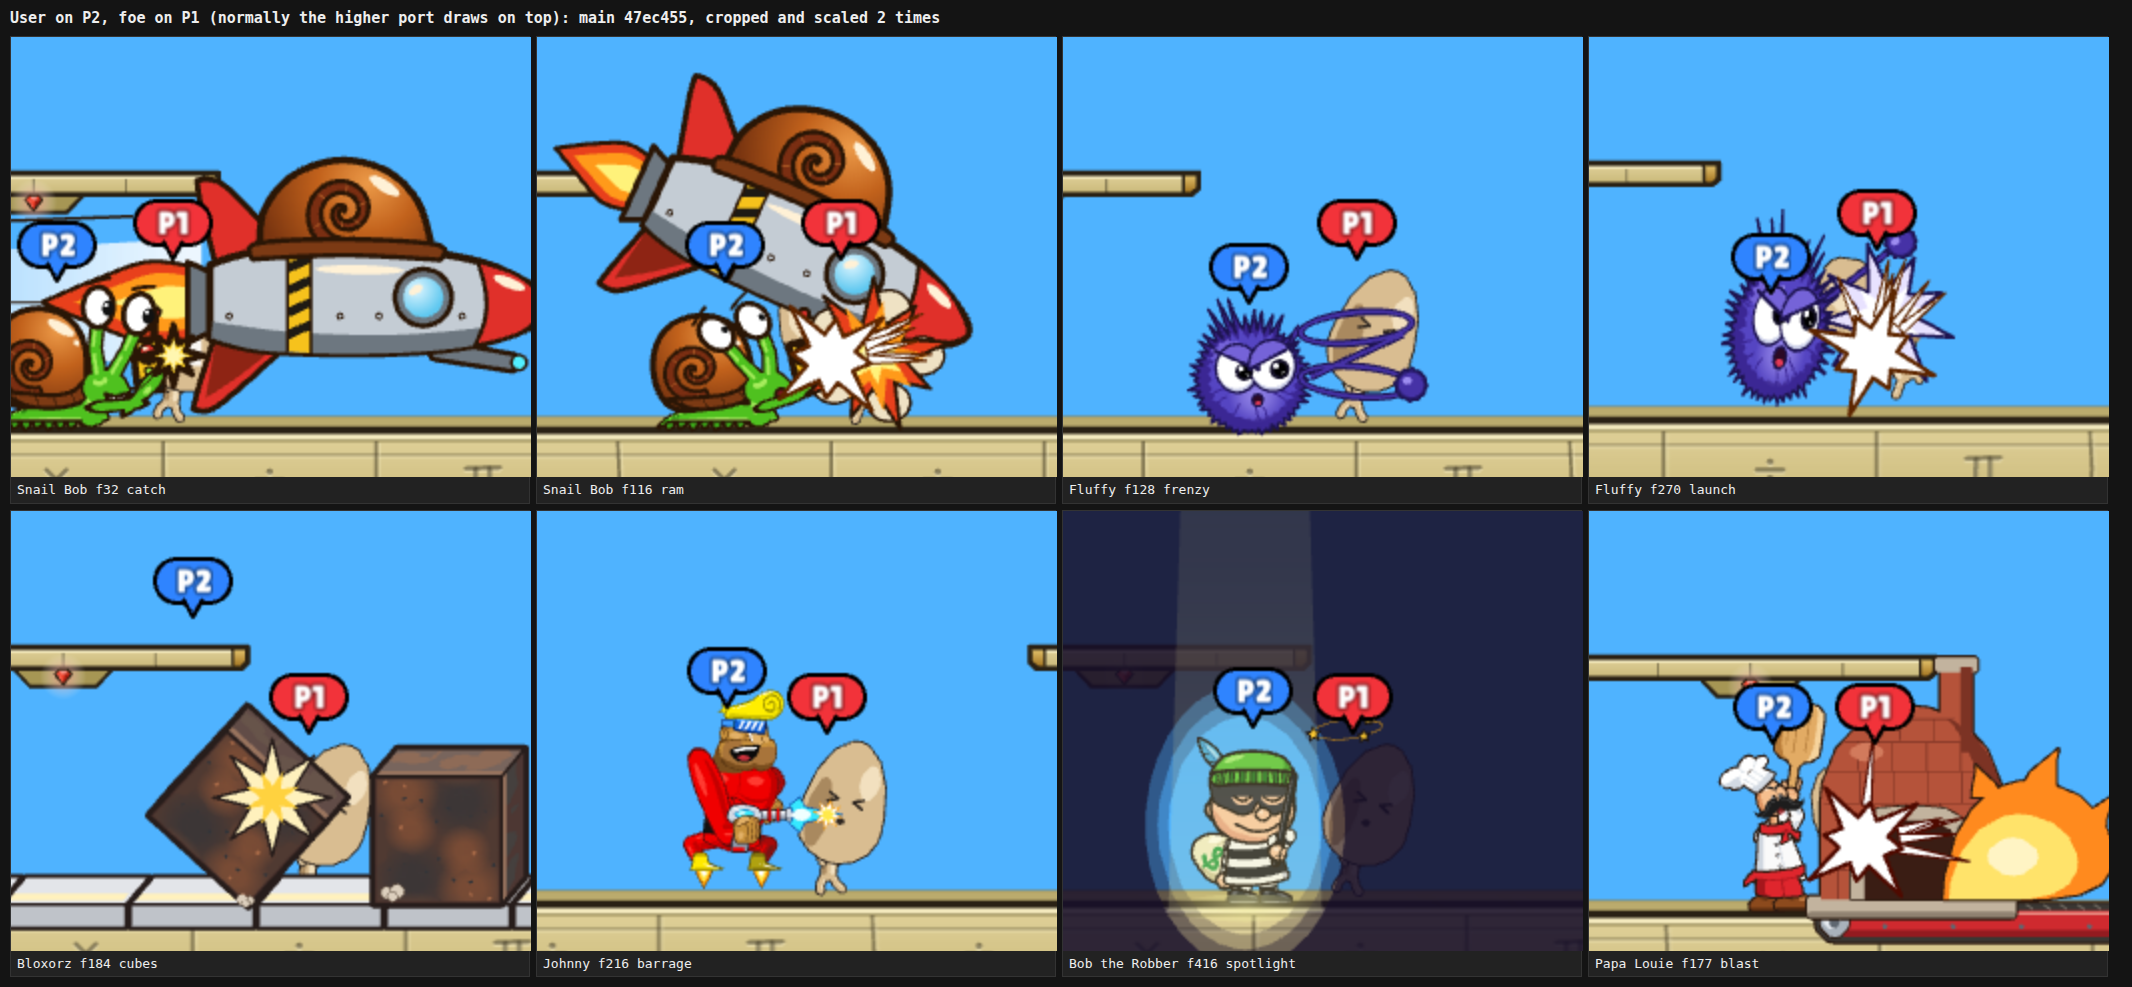 User on P2, foe on P1 (normally the higher port draws on top): main 47ec455, cropped and scaled 2 times
P2
P1
Snail Bob f32 catch
P2
P1
Snail Bob f116 ram
P2
P1
Fluffy f128 frenzy
P2
P1
Fluffy f270 launch
P2
P1
Bloxorz f184 cubes
P2
P1
Johnny f216 barrage
P2
P1
Bob the Robber f416 spotlight
P2
P1
Papa Louie f177 blast